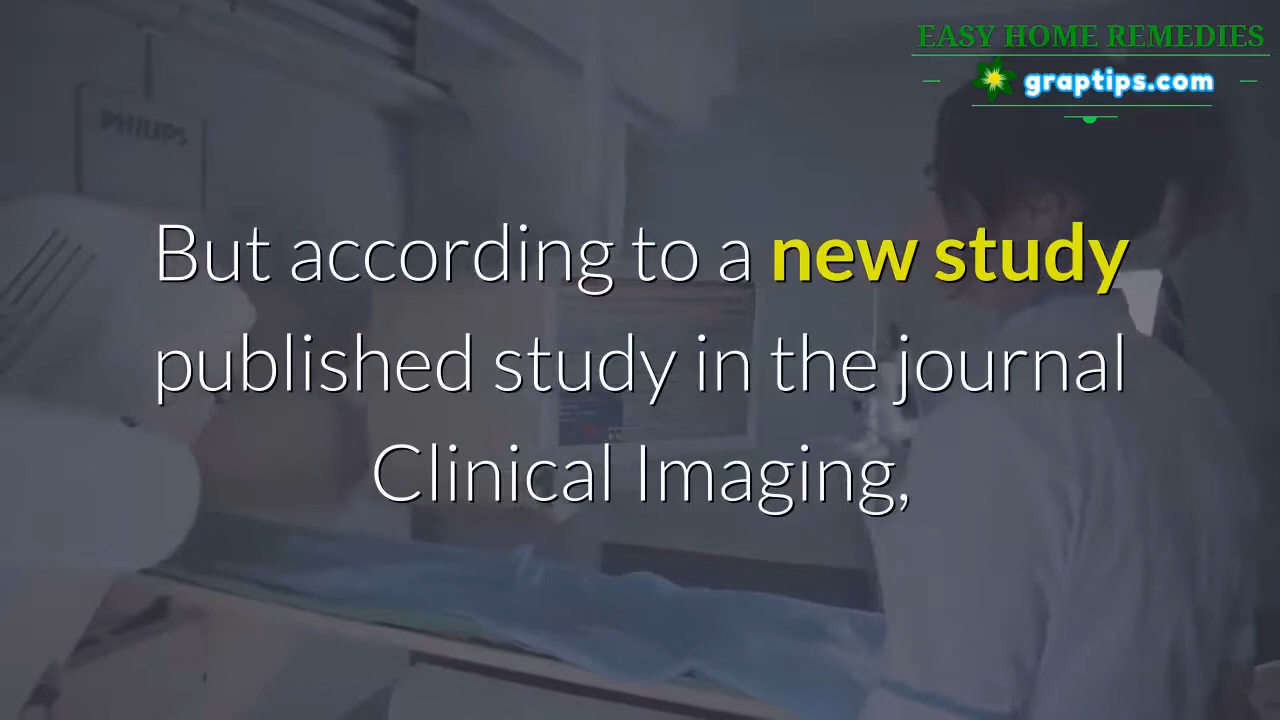 EASY HOME REMEDIES
graptips.com
PHILIPS
But according to a new study
published study in the journal
Clinical Imaging,